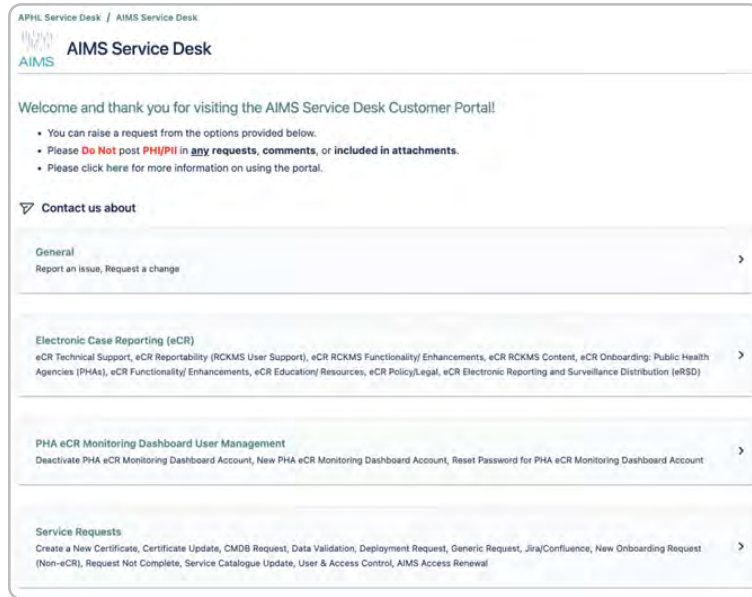 APHL Service Desk / AIMS Service Desk
AIMS
AIMS Service Desk
Welcome and thank you for visiting the AIMS Service Desk Customer Portal!
• You can raise a request from the options provided below.
• Please Do Not post PHI/PII in any requests, comments, or included in attachments.
• Please click here for more information on using the portal.
Contact us about
General
Report an issue, Request a change
Electronic Case Reporting (eCR)
eCR Technical Support, eCR Reportability (RCKMS User Support), eCR RCKMS Functionality/ Enhancements, eCR RCKMS Content, eCR Onboarding: Public Health
Agencies (PHAs), eCR Functionality/ Enhancements, eCR Education/ Resources, eCR Policy/Legal, eCR Electronic Reporting and Surveillance Distribution (eRSD)
PHA eCR Monitoring Dashboard User Management
Deactivate PHA eCR Monitoring Dashboard Account, New PHA eCR Monitoring Dashboard Account, Reset Password for PHA eCR Monitoring Dashboard Account
Service Requests
Create a New Certificate, Certificate Update, CMDB Request, Data Validation, Deployment Request, Generic Request, Jira/Confluence, New Onboarding Request
(Non-eCR), Request Not Complete, Service Catalogue Update, User & Access Control, AIMS Access Renewal